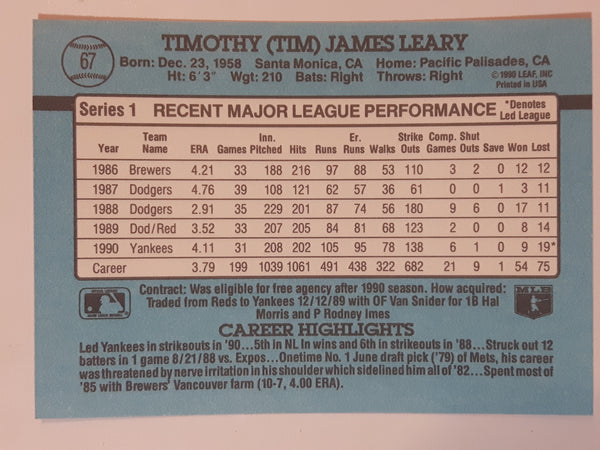 67
TIMOTHY (TIM) JAMES LEARY
Born: Dec. 23, 1958 Santa Monica, CA Home: Pacific Palisades, CA
Ht: 6'3" Wgt: 210 Bats: Right Throws: Right
© 1990 LEAF, INC
Printed in USA
Series 1 RECENT MAJOR LEAGUE PERFORMANCE *Denotes Led League
Year Team Name ERA Games Inn. Pitched Hits Runs Er. Runs Walks Strike Outs Comp. Games Shut Outs Save Won Lost
1986 Brewers 4.21 33 188 216 97 88 53 110 3 2 0 12 12
1987 Dodgers 4.76 39 108 121 62 57 36 61 0 0 1 3 11
1988 Dodgers 2.91 35 229 201 87 74 56 180 9 6 0 17 11
1989 Dod/Red 3.52 33 207 205 84 81 68 123 2 0 0 8 14
1990 Yankees 4.11 31 208 202 105 95 78 138 6 1 0 9 19*
Career 3.79 199 1039 1061 491 438 322 682 21 9 1 54 75
Contract: Was eligible for free agency after 1990 season. How acquired:
Traded from Reds to Yankees 12/12/89 with OF Van Snider for 1B Hal
Morris and P Rodney Imes
MLB
CAREER HIGHLIGHTS
Led Yankees in strikeouts in '90...5th in NL in wins and 6th in strikeouts in '88...Struck out 12
batters in 1 game 8/21/88 vs. Expos...Onetime No. 1 June draft pick ('79) of Mets, his career
was threatened by nerve irritation in his shoulder which sidelined him all of '82...Spent most of
'85 with Brewers' Vancouver farm (10-7, 4.00 ERA).